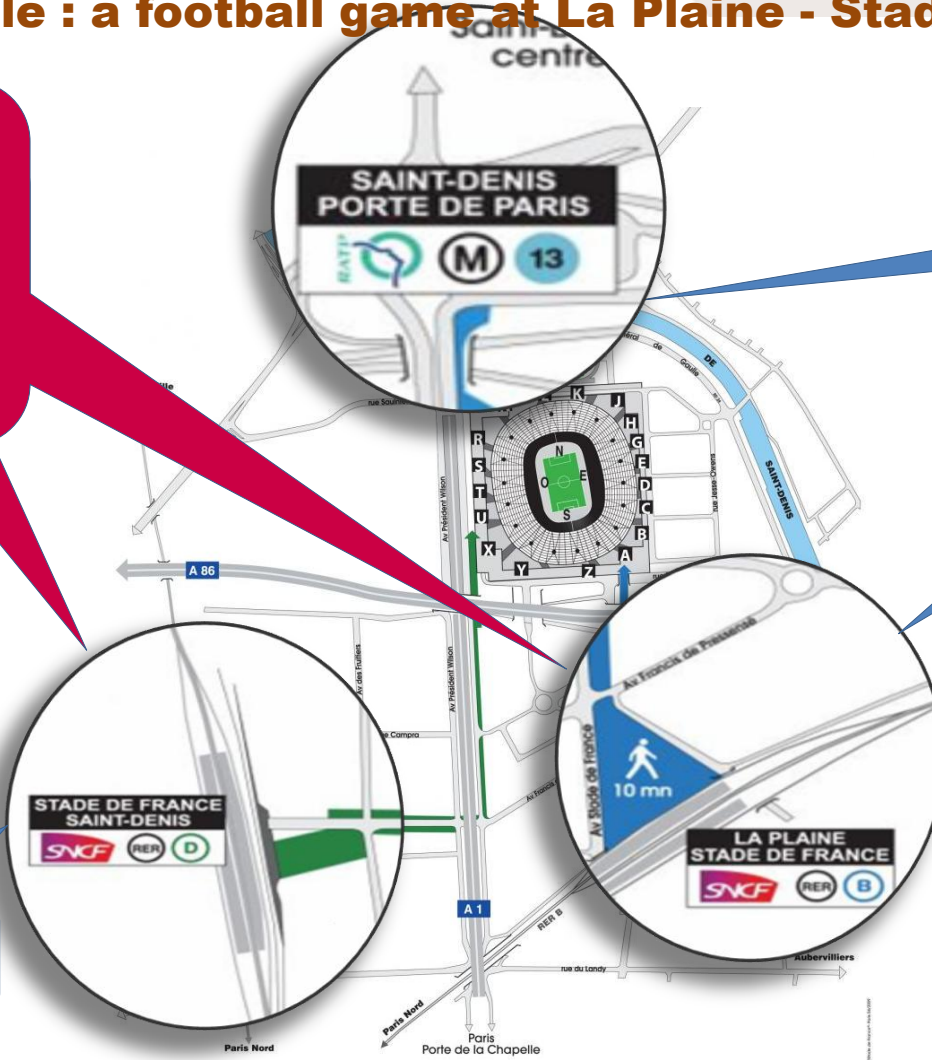 le : a football game at La Plaine - Stad
centre
SAINT-DENIS
PORTE DE PARIS
RATP
M
13
DE
de
Gaulle
SAINT-DENIS
rue Jesse-Owens
K
J
H
G
E
D
C
B
A
Z
Y
X
U
T
S
R
N
O
E
S
Av Président Wilson
A 86
Av Président Wilson
Av des Fruitiers
Campra
Av Francis de Pressensé
Av Stade de France
10 mn
LA PLAINE
STADE DE FRANCE
SNCF
RER
B
STADE DE FRANCE
SAINT-DENIS
SNCF
RER
D
A 1
RER B
rue du Landy
Aubervilliers
Paris Nord
Paris Nord
Paris
Porte de la Chapelle